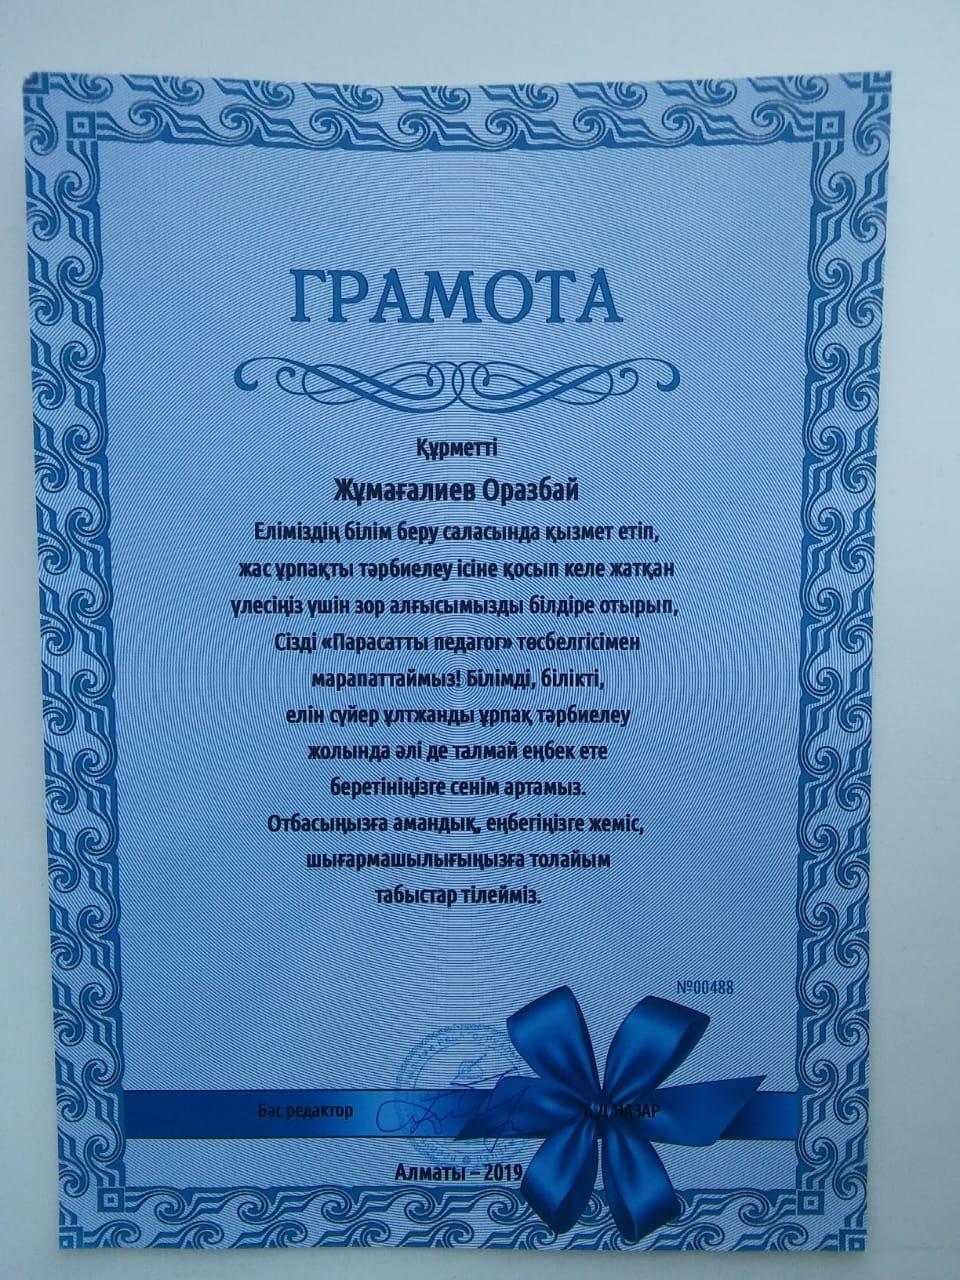 ГРАМОТА
Құрметті
Жұмағалиев Оразбай
Еліміздің білім беру саласында қызмет етіп,
жас ұрпақты тәрбиелеу ісіне қосып келе жатқан
үлесіңіз үшін зор алғысымызды білдіре отырып,
Сізді «Парасатты педагог» төсбелгісімен
марапаттаймыз! Білімді, білікті,
елін сүйер ұлтжанды ұрпақ тәрбиелеу
жолында әлі де талмай еңбек ете
беретініңізге сенім артамыз.
Отбасыңызға амандық, еңбегіңізге жеміс,
шығармашылығыңызға толайым
табыстар тілейміз.
№00488
Бас редактор Б.Д.НАЗАР
Алматы – 2019